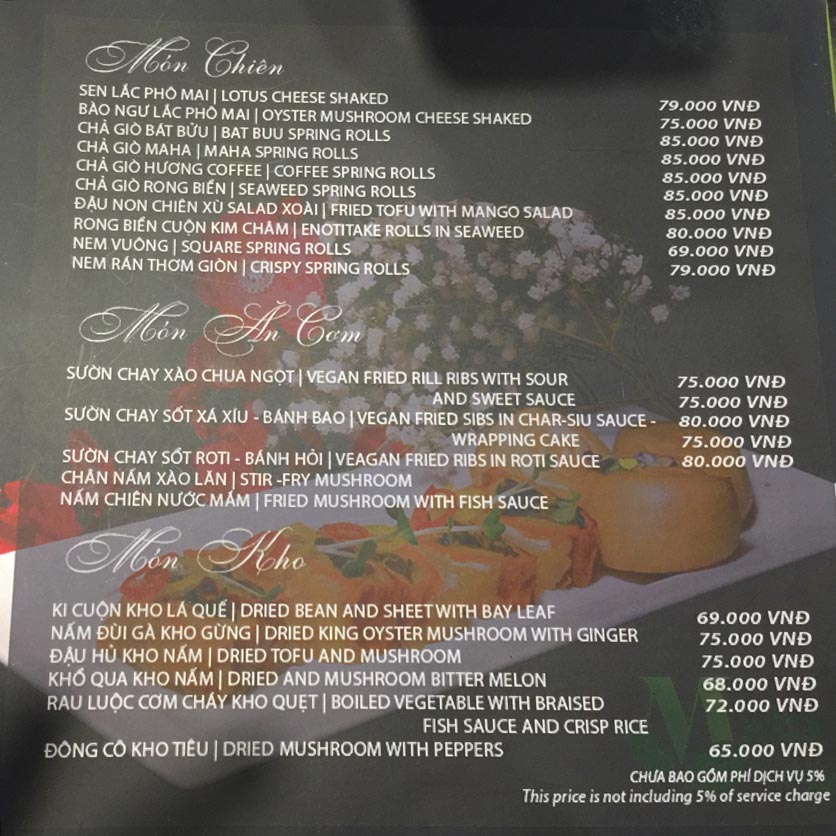 Món Chiên
SEN LẮC PHÔ MAI | LOTUS CHEESE SHAKED 79.000 VNĐ
BÀO NGƯ LẮC PHÔ MAI | OYSTER MUSHROOM CHEESE SHAKED 75.000 VNĐ
CHẢ GIÒ BÁT BỬU | BAT BUU SPRING ROLLS 85.000 VNĐ
CHẢ GIÒ MAHA | MAHA SPRING ROLLS 85.000 VNĐ
CHẢ GIÒ HƯƠNG COFFEE | COFFEE SPRING ROLLS 85.000 VNĐ
CHẢ GIÒ RONG BIỂN | SEAWEED SPRING ROLLS 85.000 VNĐ
ĐẬU NON CHIÊN XÙ SALAD XOÀI | FRIED TOFU WITH MANGO SALAD 85.000 VNĐ
RONG BIỂN CUỘN KIM CHÂM | ENOTITAKE ROLLS IN SEAWEED 80.000 VNĐ
NEM VUÔNG | SQUARE SPRING ROLLS 69.000 VNĐ
NEM RÁN THƠM GIÒN | CRISPY SPRING ROLLS 79.000 VNĐ
Món Ăn Cơm
SƯỜN CHAY XÀO CHUA NGỌT | VEGAN FRIED RILL RIBS WITH SOUR 75.000 VNĐ
AND SWEET SAUCE 75.000 VNĐ
SƯỜN CHAY SỐT XÁ XÍU - BÁNH BAO | VEGAN FRIED SIBS IN CHAR-SIU SAUCE - 80.000 VNĐ
WRAPPING CAKE 75.000 VNĐ
SƯỜN CHAY SỐT ROTI - BÁNH HỎI | VEAGAN FRIED RIBS IN ROTI SAUCE 80.000 VNĐ
CHÂN NẤM XÀO LĂN | STIR -FRY MUSHROOM
NẤM CHIÊN NƯỚC MẮM | FRIED MUSHROOM WITH FISH SAUCE
Món Kho
KI CUỘN KHO LÁ QUẾ | DRIED BEAN AND SHEET WITH BAY LEAF 69.000 VNĐ
NẤM ĐÙI GÀ KHO GỪNG | DRIED KING OYSTER MUSHROOM WITH GINGER 75.000 VNĐ
ĐẬU HỦ KHO NẤM | DRIED TOFU AND MUSHROOM 75.000 VNĐ
KHỔ QUA KHO NẤM | DRIED AND MUSHROOM BITTER MELON 68.000 VNĐ
RAU LUỘC CƠM CHÁY KHO QUẸT | BOILED VEGETABLE WITH BRAISED 72.000 VNĐ
FISH SAUCE AND CRISP RICE
ĐÔNG CÔ KHO TIÊU | DRIED MUSHROOM WITH PEPPERS 65.000 VNĐ
CHƯA BAO GỒM PHÍ DỊCH VỤ 5%
This price is not including 5% of service charge